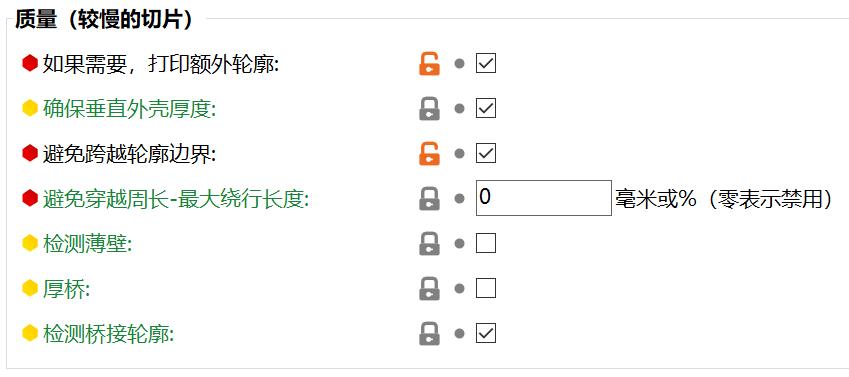 质量（较慢的切片）
如果需要，打印额外轮廓:
确保垂直外壳厚度:
避免跨越轮廓边界:
避免穿越周长-最大绕行长度: 0 毫米或%（零表示禁用）
检测薄壁:
厚桥:
检测桥接轮廓: